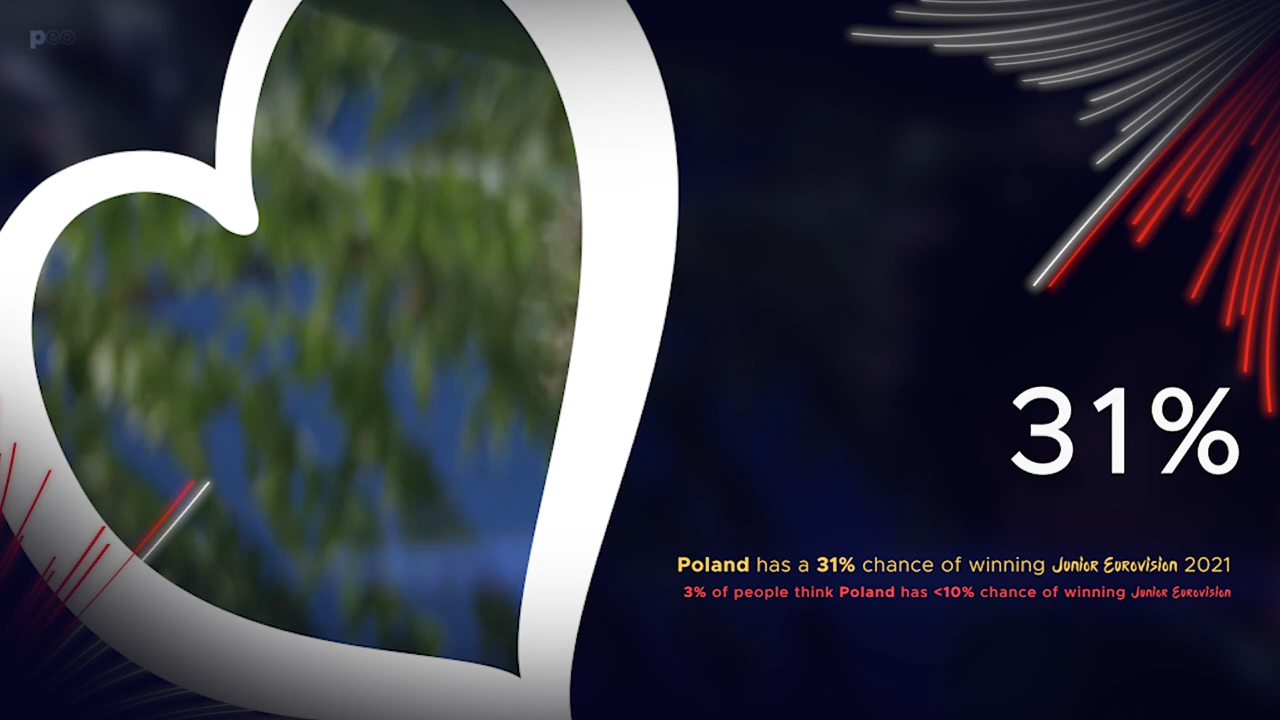 peo
31%
Poland has a 31% chance of winning Junior Eurovision 2021
3% of people think Poland has <10% chance of winning Junior Eurovision